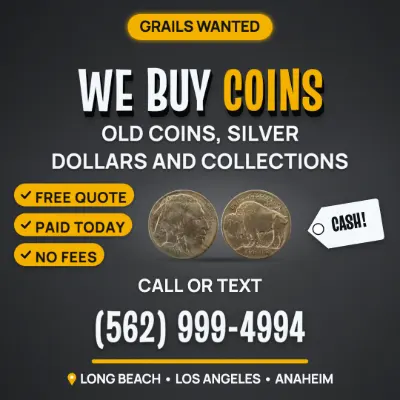 GRAILS WANTED
WE BUY COINS
OLD COINS, SILVER
DOLLARS AND COLLECTIONS
✓ FREE QUOTE
✓ PAID TODAY
✓ NO FEES
CASH!
CALL OR TEXT
(562) 999-4994
LONG BEACH • LOS ANGELES • ANAHEIM